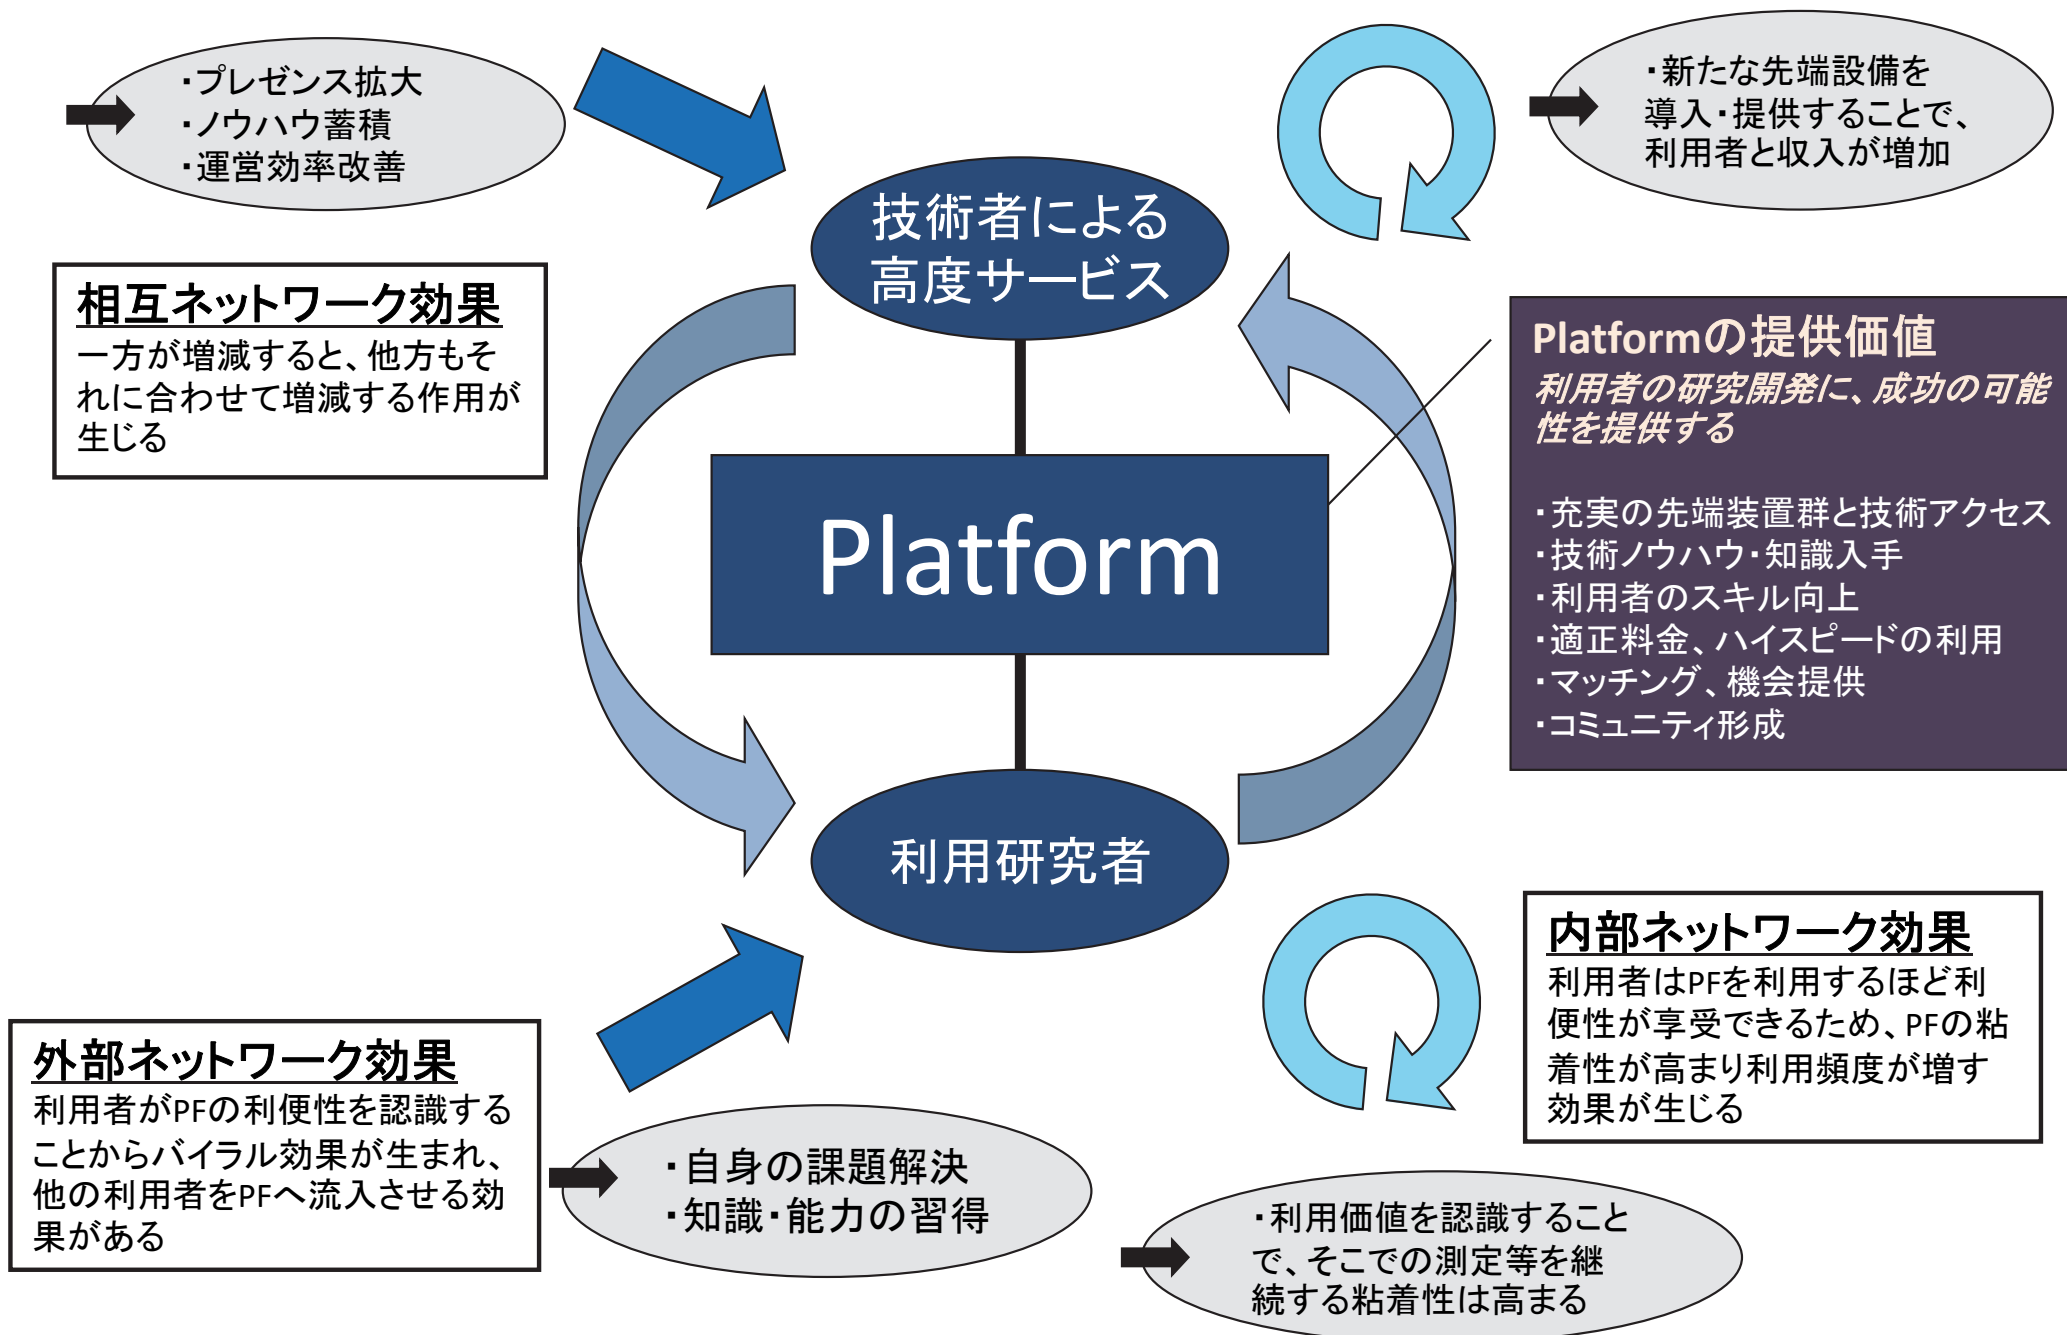 ・プレゼンス拡大
・ノウハウ蓄積
・運営効率改善
・新たな先端設備を
導入・提供することで、
利用者と収入が増加
技術者による
高度サービス
相互ネットワーク効果
一方が増減すると、他方もそ
れに合わせて増減する作用が
生じる
Platformの提供価値
利用者の研究開発に、成功の可能
性を提供する
・充実の先端装置群と技術アクセス
・技術ノウハウ・知識入手
・利用者のスキル向上
・適正料金、ハイスピードの利用
・マッチング、機会提供
・コミュニティ形成
Platform
利用研究者
内部ネットワーク効果
利用者はPFを利用するほど利
便性が享受できるため、PFの粘
着性が高まり利用頻度が増す
効果が生じる
外部ネットワーク効果
利用者がPFの利便性を認識する
ことからバイラル効果が生まれ、
他の利用者をPFへ流入させる効
果がある
・自身の課題解決
・知識・能力の習得
・利用価値を認識すること
で、そこでの測定等を継
続する粘着性は高まる